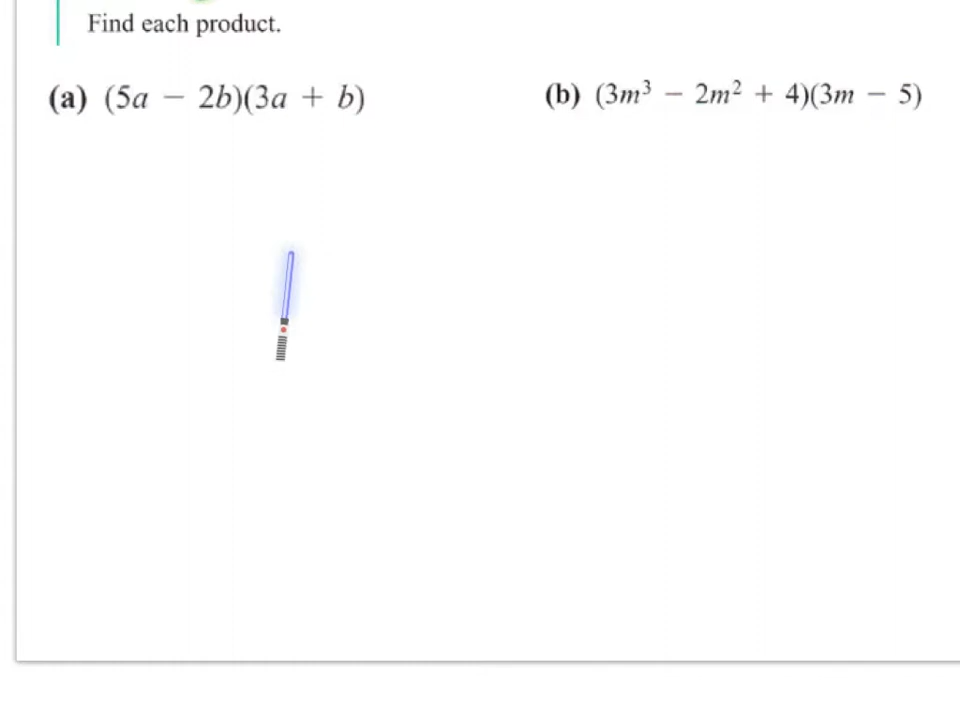 Find each product.
(a) (5a − 2b)(3a + b)
(b) (3m³ − 2m² + 4)(3m − 5)